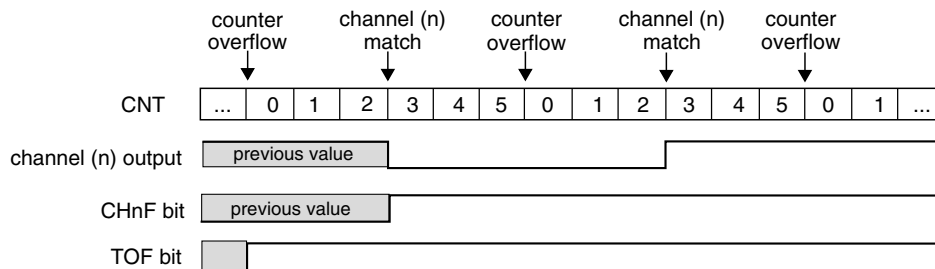 counter overflow
channel (n) match
counter overflow
channel (n) match
counter overflow
CNT ... 0 1 2 3 4 5 0 1 2 3 4 5 0 1 ...
channel (n) output previous value
CHnF bit previous value
TOF bit